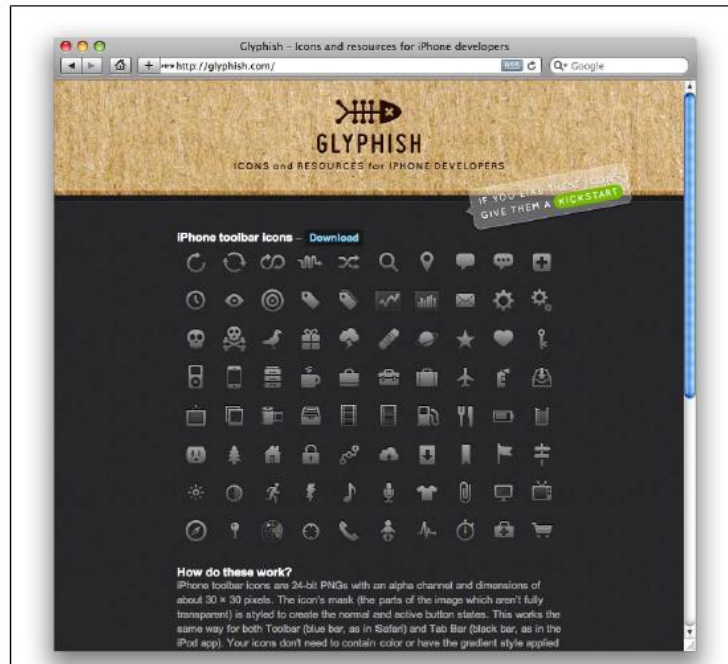 Glyphish – Icons and resources for iPhone developers
http://glyphish.com/
RSS
Google
GLYPHISH
ICONS and RESOURCES for IPHONE DEVELOPERS
IF YOU LIKE THESE ICONS
GIVE THEM A KICKSTART
iPhone toolbar icons – Download
How do these work?
iPhone toolbar icons are 24-bit PNGs with an alpha channel and dimensions of
about 30 × 30 pixels. The icon's mask (the parts of the image which aren't fully
transparent) is styled to create the normal and active button states. This works the
same way for both Toolbar (blue bar, as in Safari) and Tab Bar (black bar, as in the
iPod app). Your icons don't need to contain color or have the gradient style applied